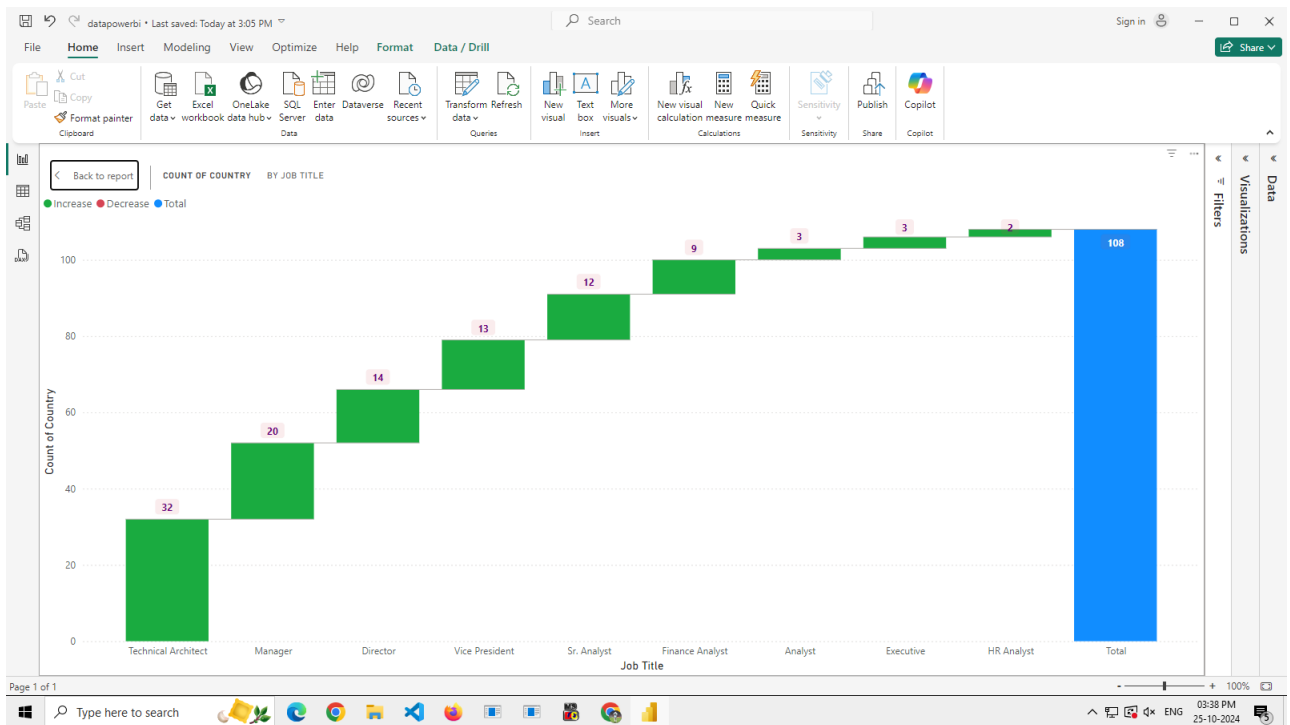 datapowerbi • Last saved: Today at 3:05 PM
Search
Sign in
File Home Insert Modeling View Optimize Help Format Data / Drill
Share
Paste
Cut
Copy
Format painter
Clipboard
Get data
Excel workbook
OneLake data hub
SQL Server
Enter data
Dataverse
Recent sources
Data
Transform data
Refresh
Queries
New visual
Text box
More visuals
Insert
New visual calculation
New measure
Quick measure
Calculations
Sensitivity
Sensitivity
Publish
Share
Copilot
Copilot
Back to report
COUNT OF COUNTRY BY JOB TITLE
Increase Decrease Total
Filters
Visualizations
Data
Count of Country
100
80
60
40
20
0
32
20
14
13
12
9
3
3
2
108
Technical Architect Manager Director Vice President Sr. Analyst Finance Analyst Analyst Executive HR Analyst Total
Job Title
Page 1 of 1
- + 100%
Type here to search
ENG
03:38 PM
25-10-2024